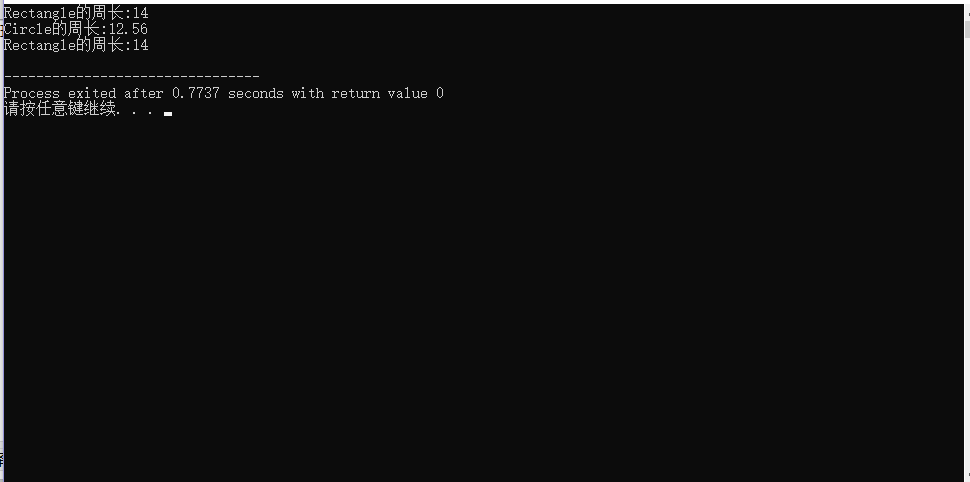 Rectangle的周长:14
Circle的周长:12.56
Rectangle的周长:14
--------------------------------
Process exited after 0.7737 seconds with return value 0
请按任意键继续. . .